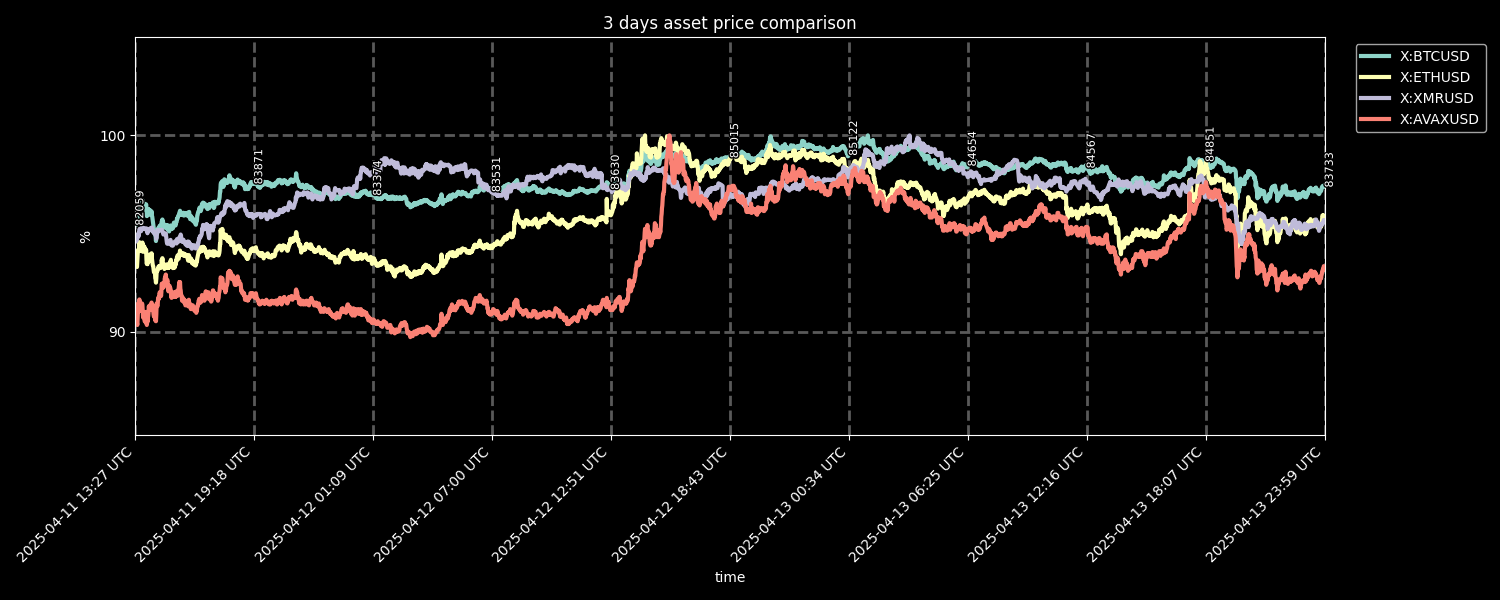 3 days asset price comparison
X:BTCUSD
X:ETHUSD
X:XMRUSD
X:AVAXUSD
100
90
%
82059
83871
83374
83531
83630
85015
85122
84654
84567
84851
83733
2025-04-11 13:27 UTC
2025-04-11 19:18 UTC
2025-04-12 01:09 UTC
2025-04-12 07:00 UTC
2025-04-12 12:51 UTC
2025-04-12 18:43 UTC
2025-04-13 00:34 UTC
2025-04-13 06:25 UTC
2025-04-13 12:16 UTC
2025-04-13 18:07 UTC
2025-04-13 23:59 UTC
time